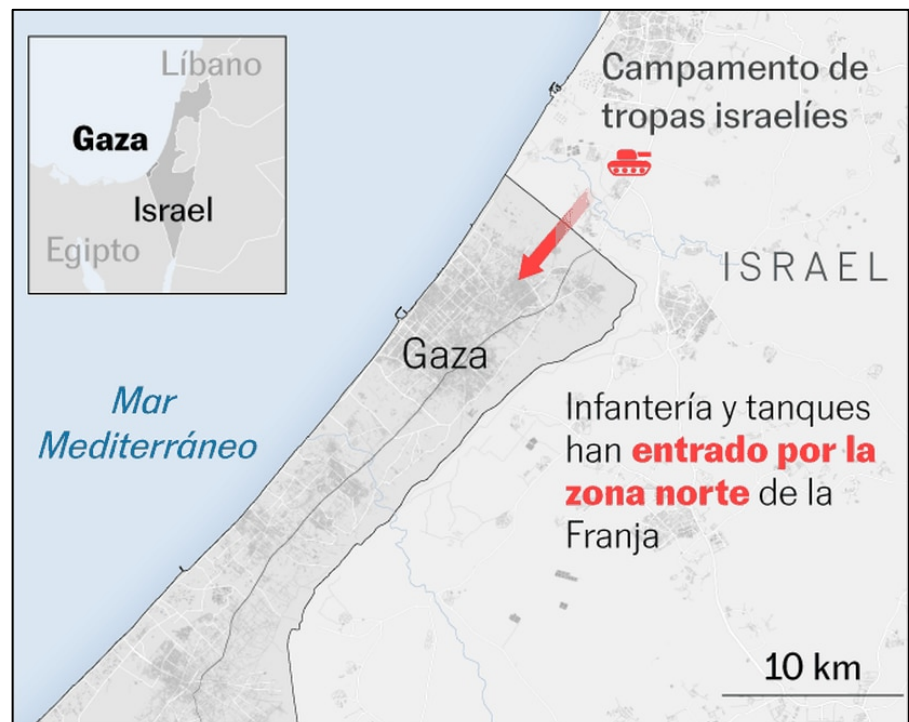 Líbano
Gaza
Israel
Egipto
Campamento de
tropas israelíes
ISRAEL
Gaza
Mar
Mediterráneo
Infantería y tanques
han entrado por la
zona norte de la
Franja
10 km